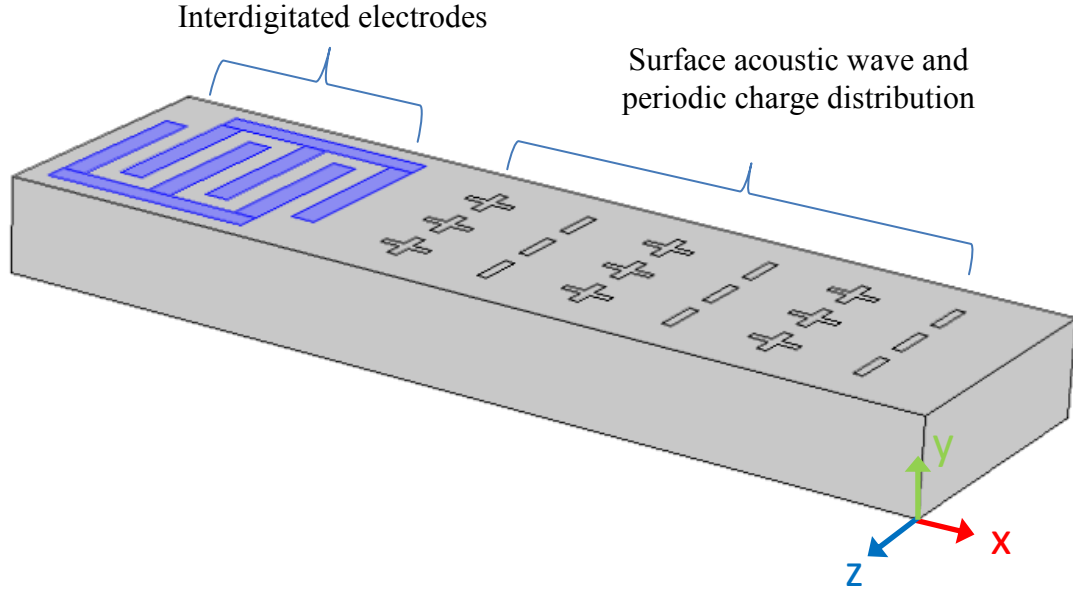 Interdigitated electrodes
Surface acoustic wave and
periodic charge distribution
y
x
z